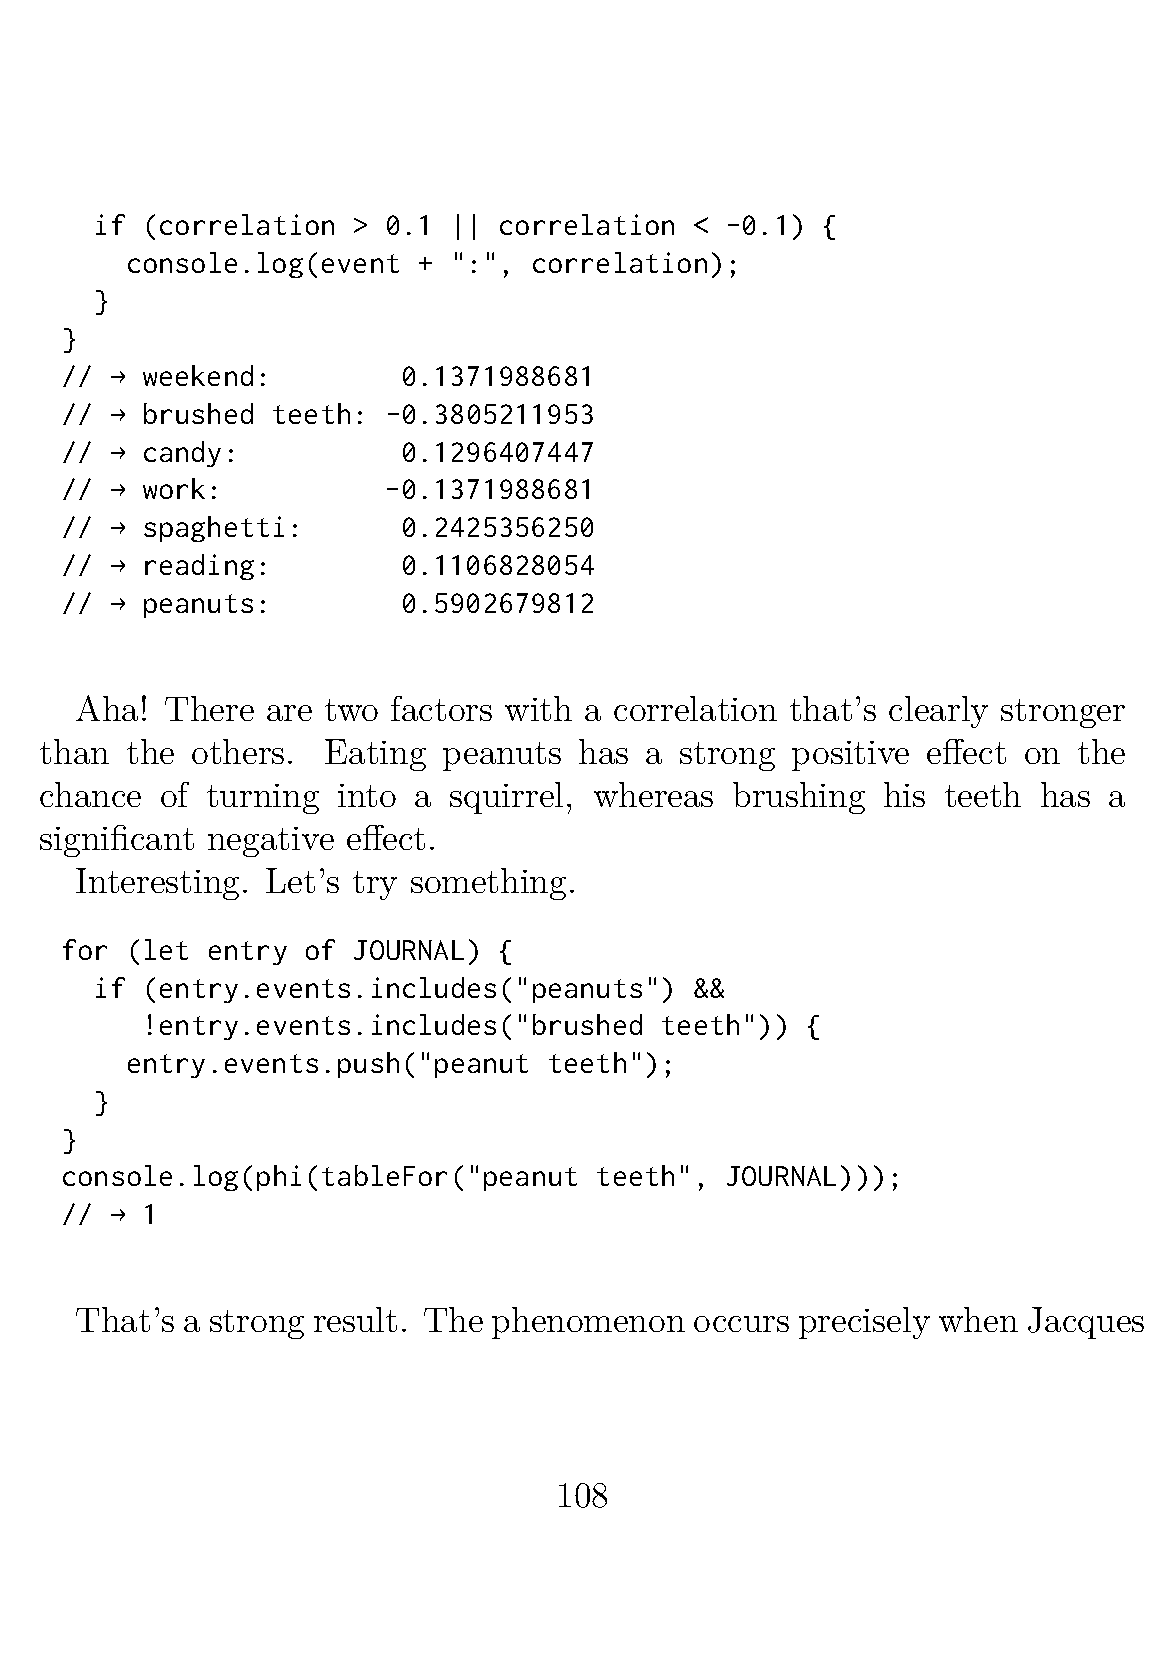 if (correlation > 0.1 || correlation < -0.1) {
    console.log(event + ":", correlation);
  }
}
// → weekend:        0.1371988681
// → brushed teeth: -0.3805211953
// → candy:          0.1296407447
// → work:          -0.1371988681
// → spaghetti:      0.2425356250
// → reading:        0.1106828054
// → peanuts:        0.5902679812
Aha! There are two factors with a correlation that's clearly stronger
than the others. Eating peanuts has a strong positive effect on the
chance of turning into a squirrel, whereas brushing his teeth has a
significant negative effect.
Interesting. Let's try something.
for (let entry of JOURNAL) {
  if (entry.events.includes("peanuts") &&
     !entry.events.includes("brushed teeth")) {
    entry.events.push("peanut teeth");
  }
}
console.log(phi(tableFor("peanut teeth", JOURNAL)));
// → 1
That's a strong result. The phenomenon occurs precisely when Jacques
108